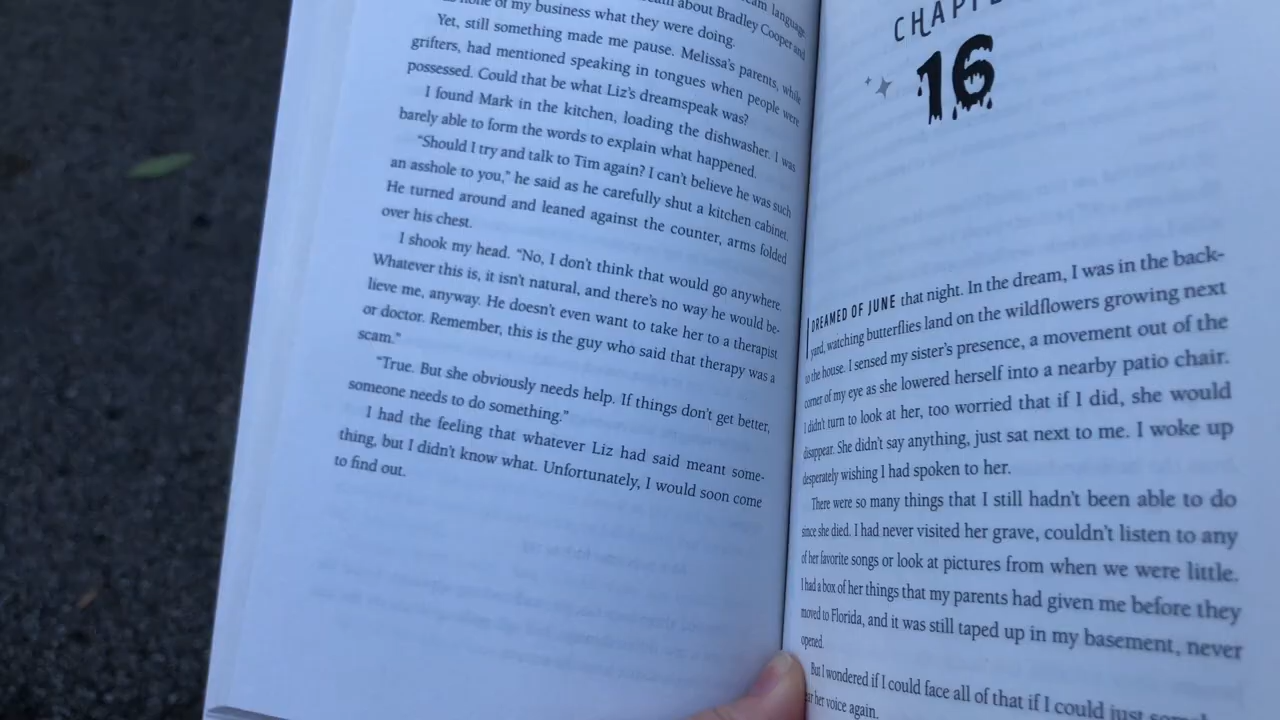 language
about Bradley Cooper and
none of my business what they were doing.
Yet, still something made me pause. Melissa's parents, while
grifters, had mentioned speaking in tongues when people were
possessed. Could that be what Liz's dreamspeak was?
I found Mark in the kitchen, loading the dishwasher. I was
barely able to form the words to explain what happened.
"Should I try and talk to Tim again? I can't believe he was such
an asshole to you," he said as he carefully shut a kitchen cabinet.
He turned around and leaned against the counter, arms folded
over his chest.
I shook my head. "No, I don't think that would go anywhere.
Whatever this is, it isn't natural, and there's no way he would be-
lieve me, anyway. He doesn't even want to take her to a therapist
or doctor. Remember, this is the guy who said that therapy was a
scam."
"True. But she obviously needs help. If things don't get better,
someone needs to do something."
I had the feeling that whatever Liz had said meant some-
thing, but I didn't know what. Unfortunately, I would soon come
to find out.
16
I DREAMED OF JUNE that night. In the dream, I was in the back-
yard, watching butterflies land on the wildflowers growing next
to the house. I sensed my sister's presence, a movement out of the
corner of my eye as she lowered herself into a nearby patio chair.
I didn't turn to look at her, too worried that if I did, she would
disappear. She didn't say anything, just sat next to me. I woke up
desperately wishing I had spoken to her.
There were so many things that I still hadn't been able to do
since she died. I had never visited her grave, couldn't listen to any
of her favorite songs or look at pictures from when we were little.
I had a box of her things that my parents had given me before they
moved to Florida, and it was still taped up in my basement, never
opened.
But I wondered if I could face all of that if I could just
her voice again.